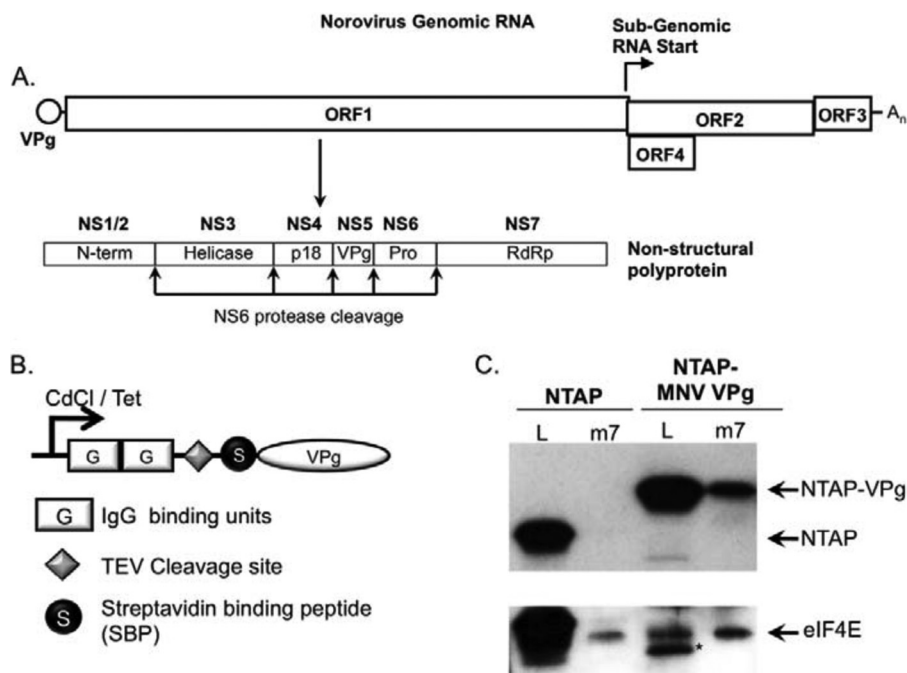 Norovirus Genomic RNA
Sub-Genomic
RNA Start
A.
VPg
ORF1
ORF2
ORF3
An
ORF4
NS1/2 NS3 NS4 NS5 NS6 NS7
N-term Helicase p18 VPg Pro RdRp
Non-structural
polyprotein
NS6 protease cleavage
B.
CdCl / Tet
G G S VPg
G IgG binding units
TEV Cleavage site
S Streptavidin binding peptide
(SBP)
C.
NTAP
NTAP-
MNV VPg
L m7 L m7
NTAP-VPg
NTAP
eIF4E
*